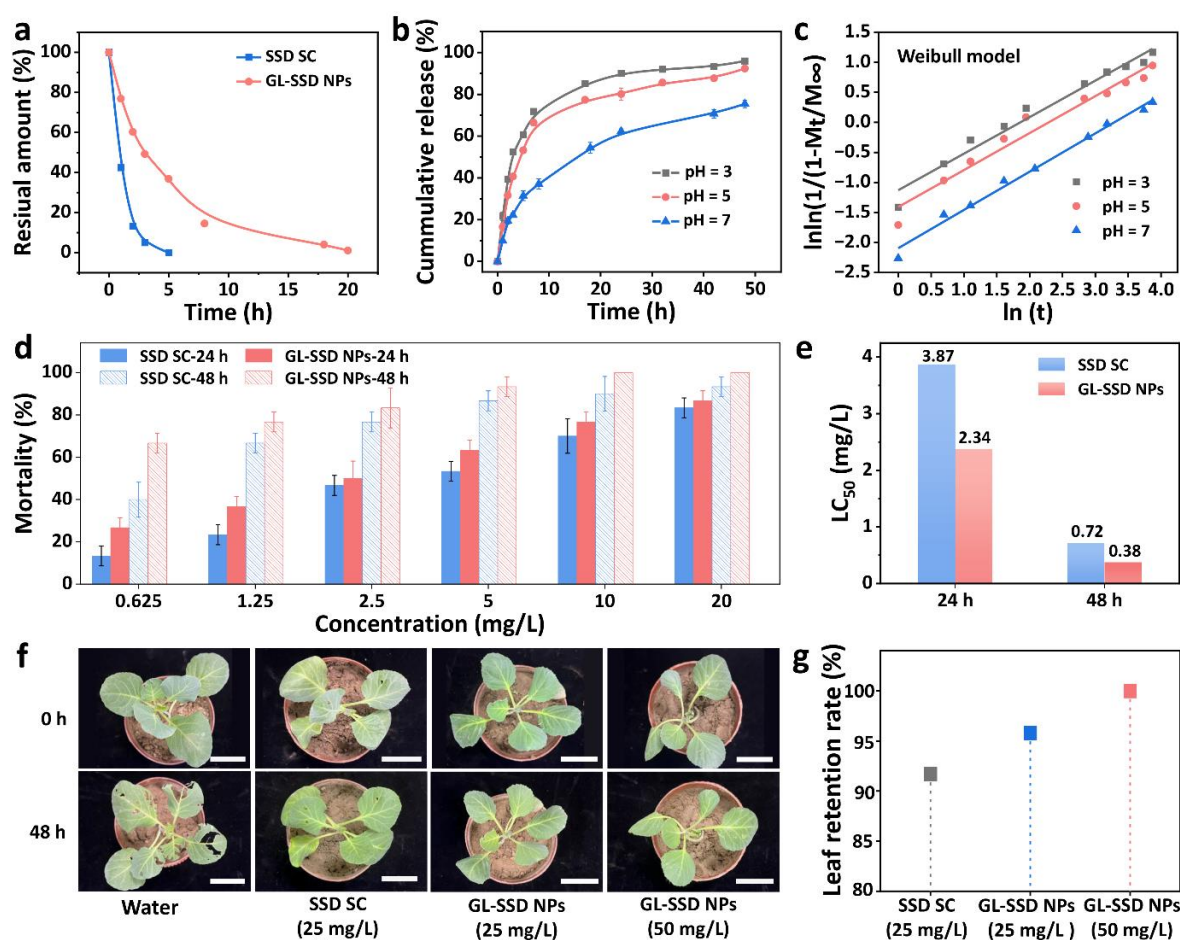 a
Resiual amount (%)
100
80
60
40
20
0
0 5 10 15 20
Time (h)
SSD SC
GL-SSD NPs
b
Cummulative release (%)
100
80
60
40
20
0
0 10 20 30 40 50
Time (h)
pH = 3
pH = 5
pH = 7
c
lnln(1/(1-Mt/M∞)
1.5
1.0
0.5
0.0
−0.5
−1.0
−1.5
−2.0
−2.5
0 0.5 1.0 1.5 2.0 2.5 3.0 3.5 4.0
ln (t)
Weibull model
pH = 3
pH = 5
pH = 7
d
Mortality (%)
100
80
60
40
20
0
SSD SC-24 h GL-SSD NPs-24 h
SSD SC-48 h GL-SSD NPs-48 h
0.625 1.25 2.5 5 10 20
Concentration (mg/L)
e
LC50 (mg/L)
4
3
2
1
0
3.87
2.34
0.72
0.38
SSD SC
GL-SSD NPs
24 h 48 h
f
0 h
48 h
Water
SSD SC
(25 mg/L)
GL-SSD NPs
(25 mg/L)
GL-SSD NPs
(50 mg/L)
g
Leaf retention rate (%)
100
95
90
85
80
SSD SC
(25 mg/L)
GL-SSD NPs
(25 mg/L )
GL-SSD NPs
(50 mg/L)